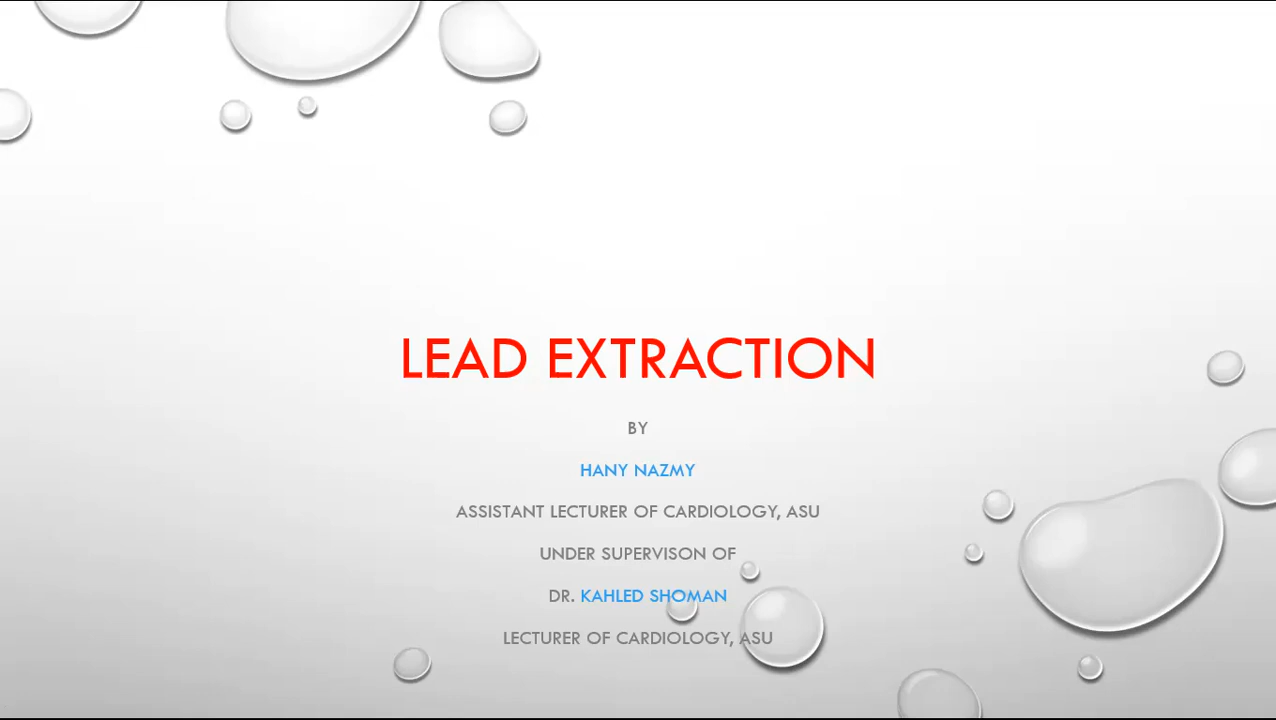 LEAD EXTRACTION
BY
HANY NAZMY
ASSISTANT LECTURER OF CARDIOLOGY, ASU
UNDER SUPERVISON OF
DR. KAHLED SHOMAN
LECTURER OF CARDIOLOGY, ASU